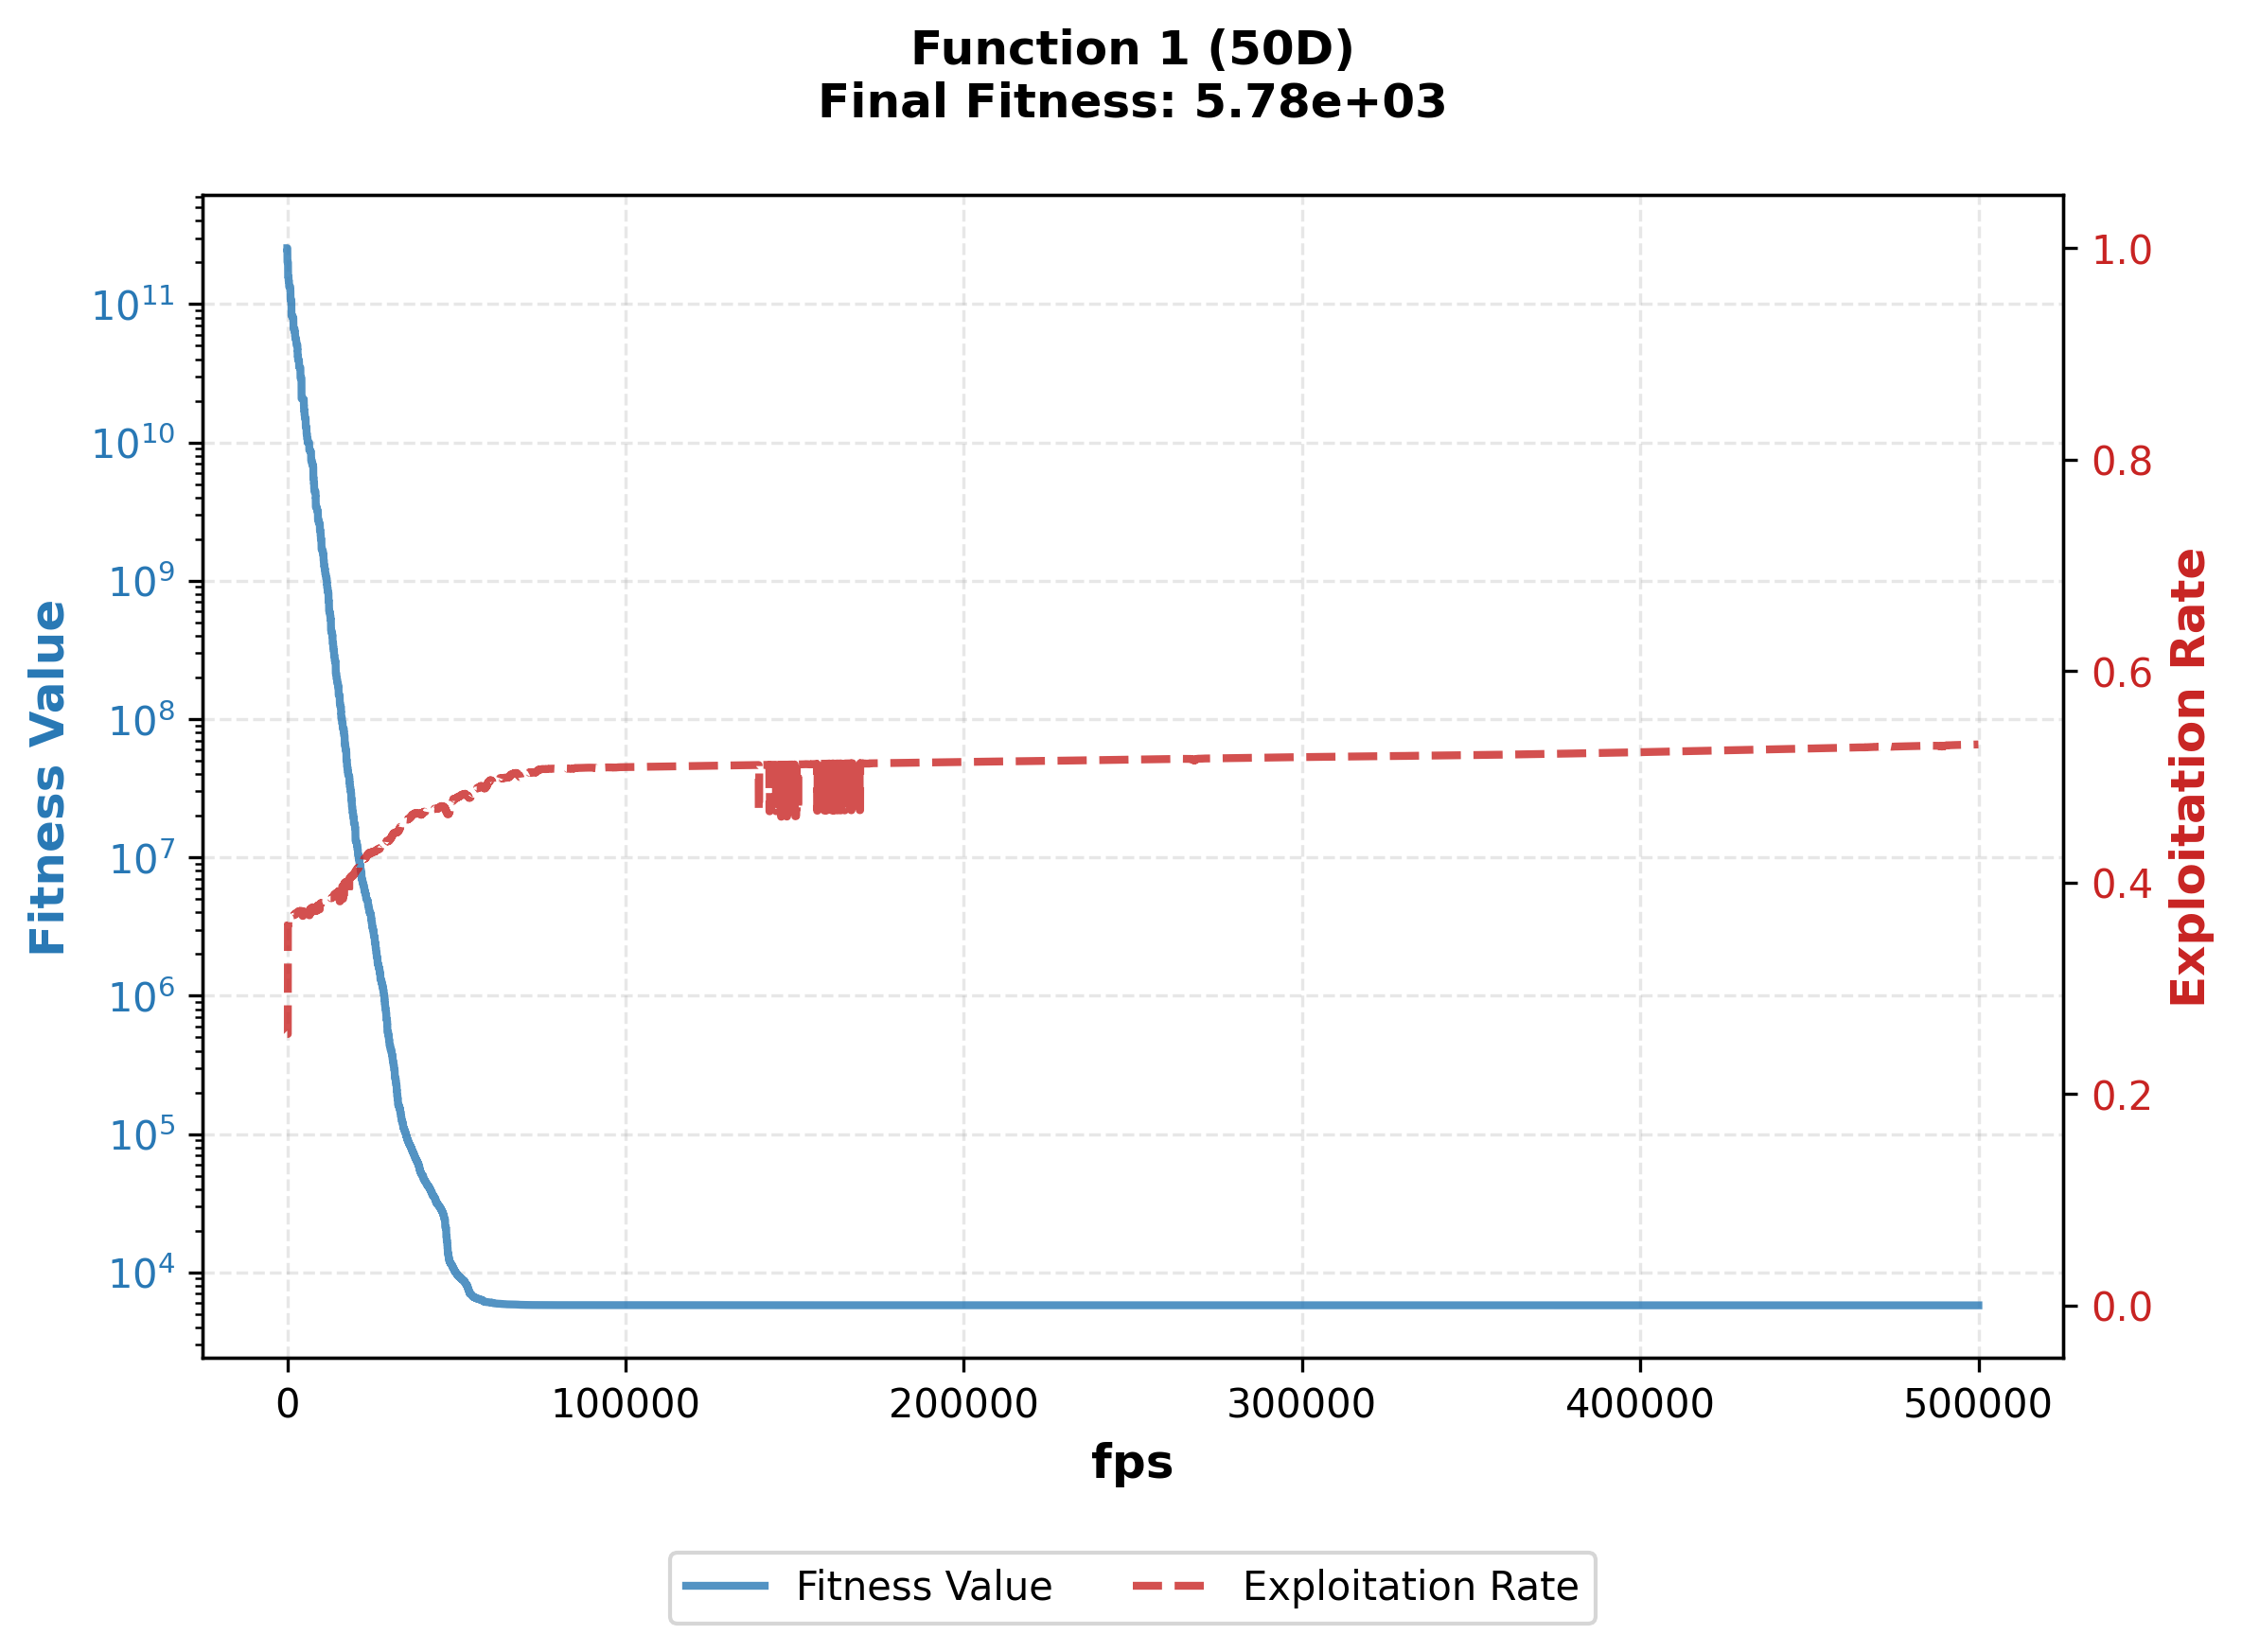 Function 1 (50D)
Final Fitness: 5.78e+03
Fitness Value
10¹¹
10¹⁰
10⁹
10⁸
10⁷
10⁶
10⁵
10⁴
1.0
0.8
0.6
0.4
0.2
0.0
Exploitation Rate
0 100000 200000 300000 400000 500000
fps
Fitness Value Exploitation Rate